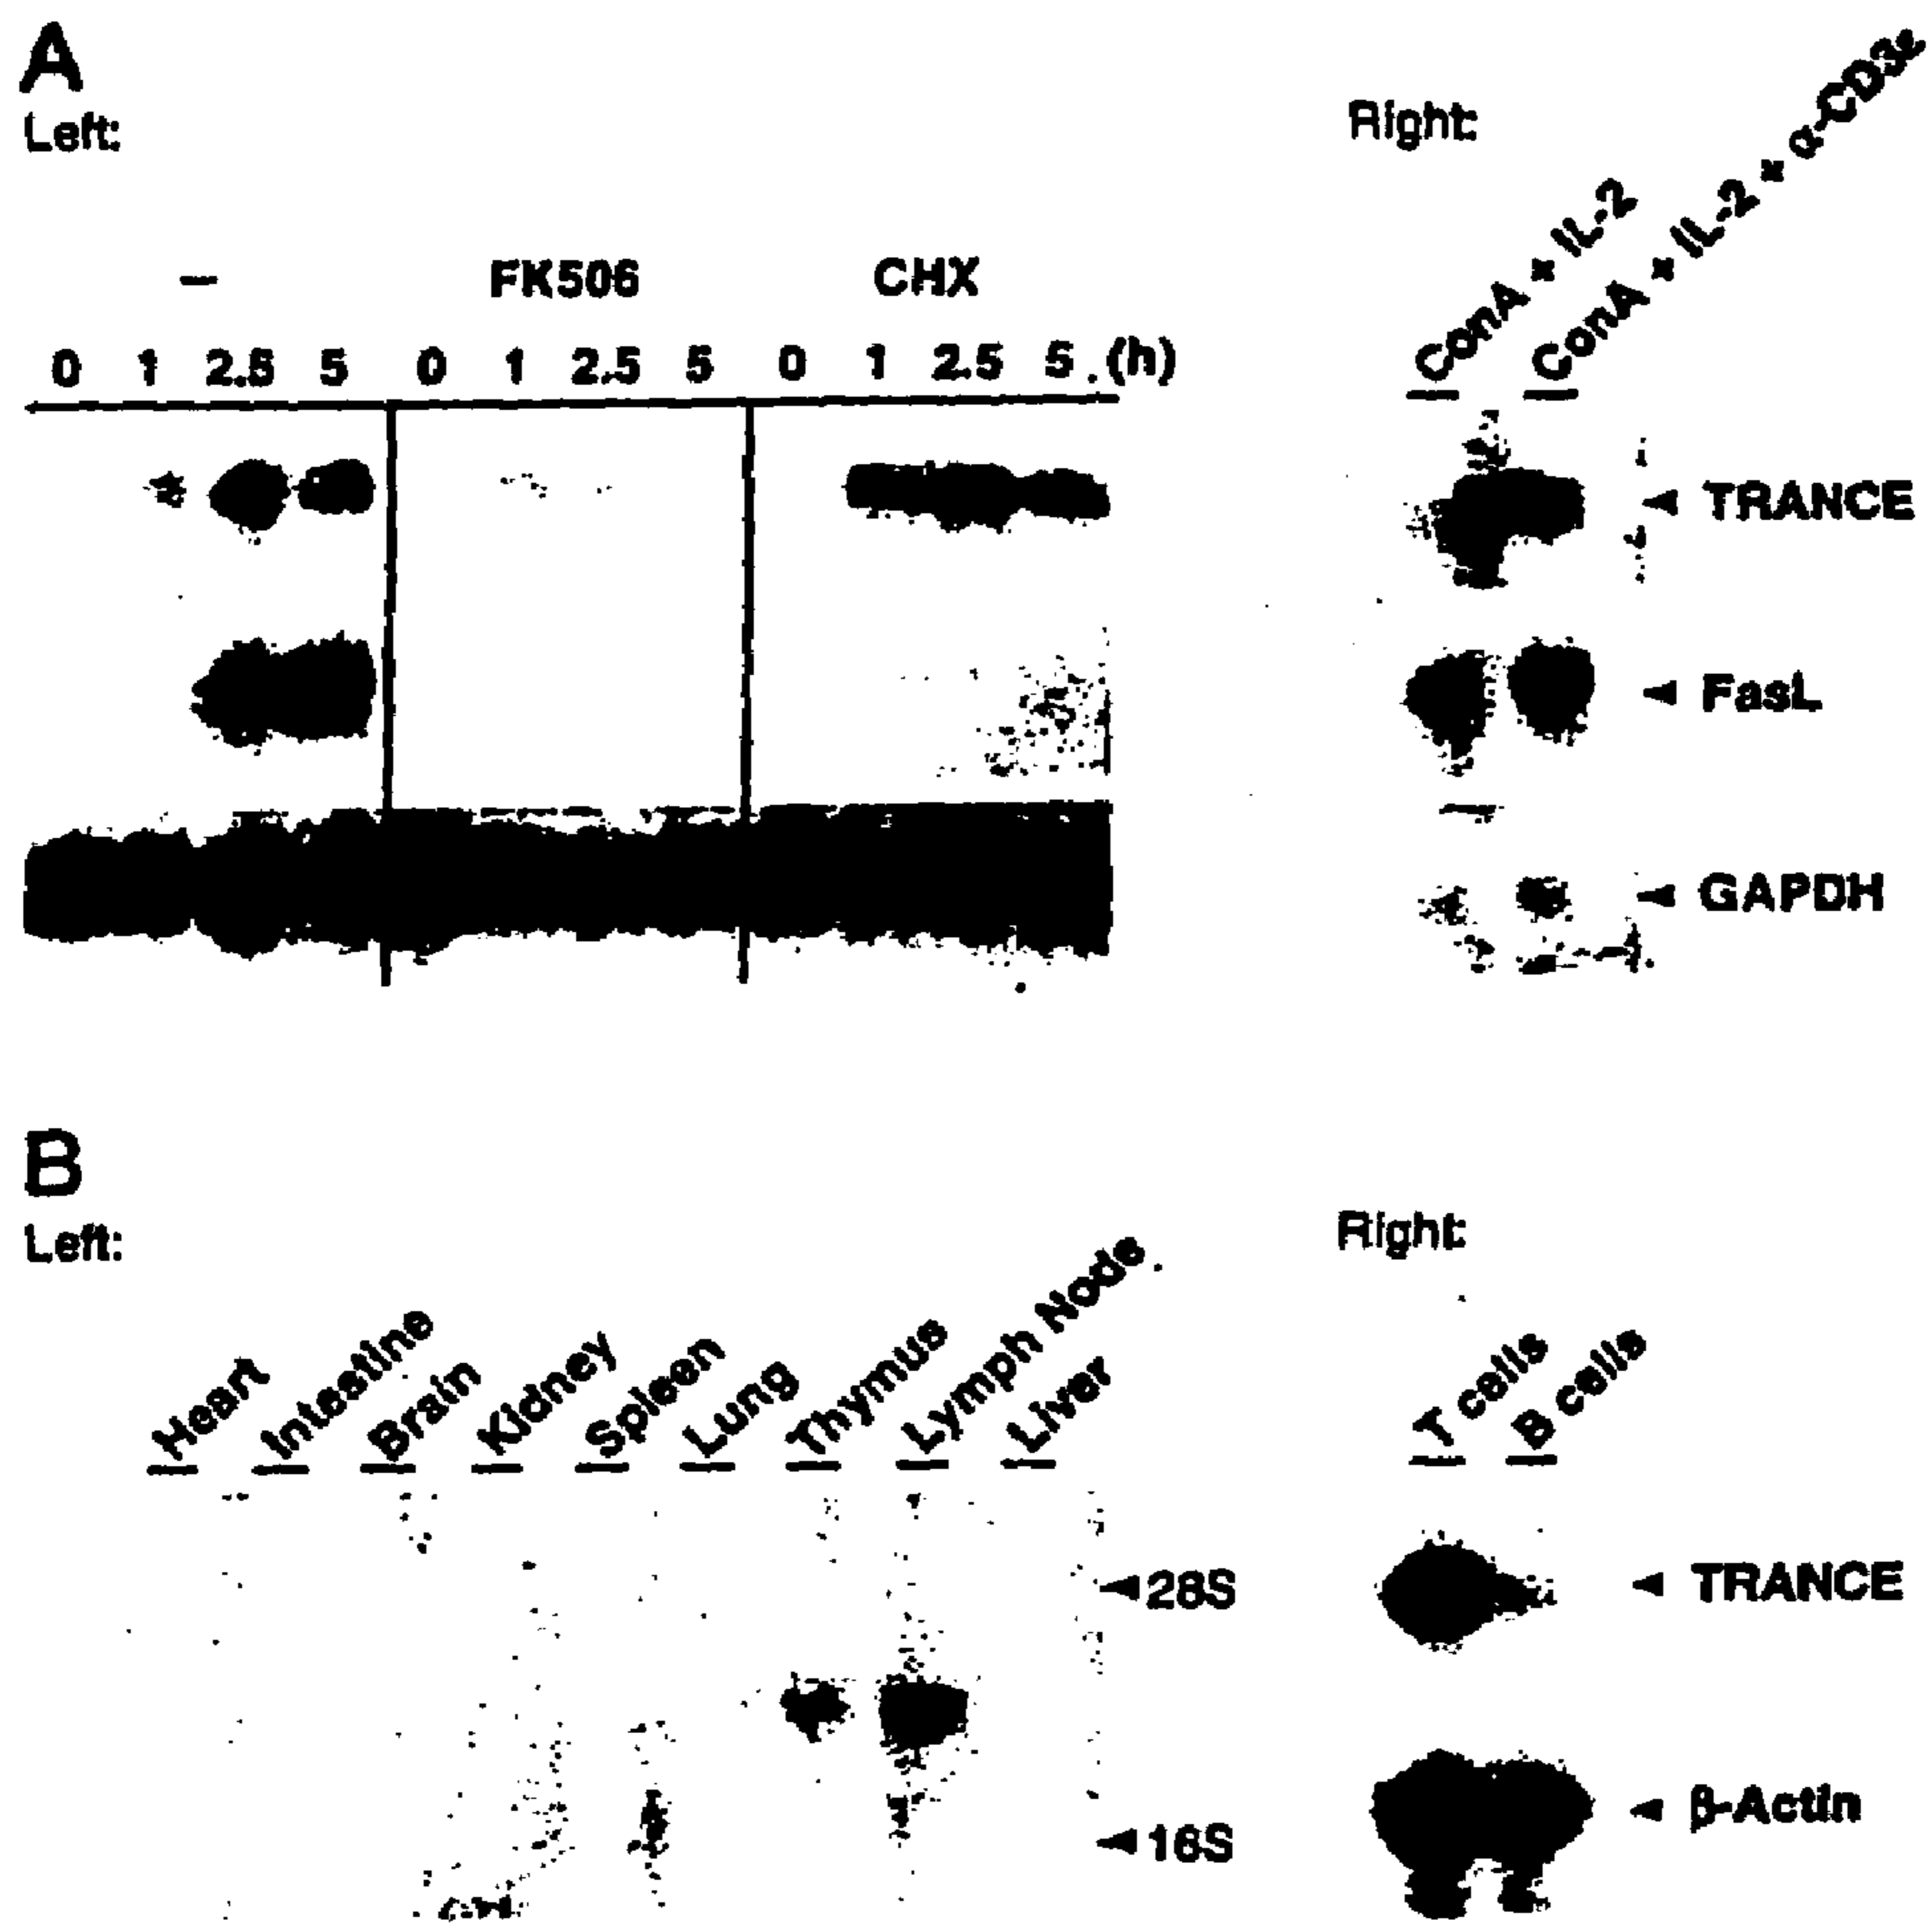 A
Left:
Right:
ConA + IL-2
ConA + IL-2 + α-CD3ε
– FK506 CHX
0 1 2.5 5 0 1 2.5 5 0 1 2.5 5 (h)
TRANCE
FasL
GAPDH
B
Left:
Right:
Heart
Intestine
Brain
Kidney
Spleen
Lung
Thymus
Lymph Node
Liver
T cells
B cells
28S
TRANCE
18S
β-Actin